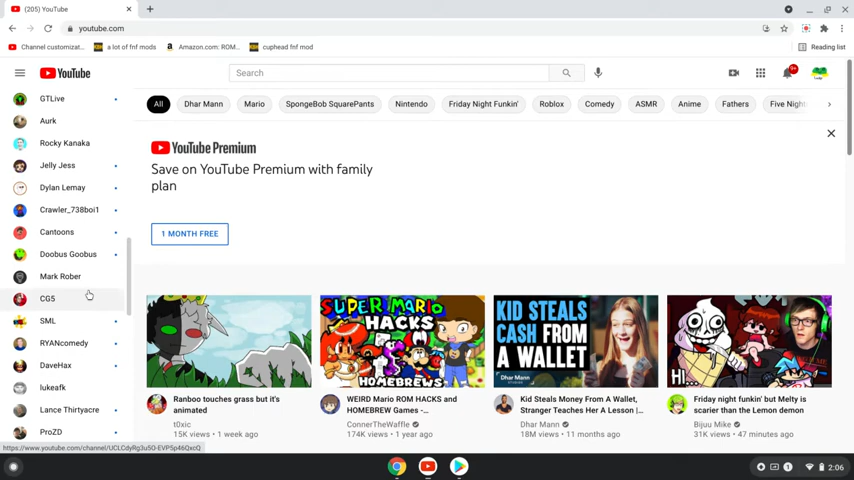 (205) YouTube
youtube.com
Channel customizat...
a lot of fnf mods
Amazon.com: ROM...
cuphead fnf mod
Reading list
YouTube
Search
9+
All
Dhar Mann
Mario
SpongeBob SquarePants
Nintendo
Friday Night Funkin'
Roblox
Comedy
ASMR
Anime
Fathers
Five Night
GTLive
Aurk
Rocky Kanaka
Jelly Jess
Dylan Lemay
Crawler_738boi1
Cantoons
Doobus Goobus
Mark Rober
CG5
SML
RYANcomedy
DaveHax
lukeafk
Lance Thirtyacre
ProZD
YouTube Premium
Save on YouTube Premium with family
plan
1 MONTH FREE
SUPER MARIO
HACKS
HOMEBREWS
KID STEALS
CASH FROM
A WALLET
HI...
Ranboo touches grass but it's
animated
t0xic
15K views • 1 week ago
WEIRD Mario ROM HACKS and
HOMEBREW Games -...
ConnerTheWaffle
174K views • 1 year ago
Kid Steals Money From A Wallet,
Stranger Teaches Her A Lesson |...
Dhar Mann
18M views • 11 months ago
Friday night funkin' but Melty is
scarier than the Lemon demon
Bijuu Mike
31K views • 47 minutes ago
https://www.youtube.com/channel/UCLCdyRg3u5O-EVP5p46QxcQ
1
2:06